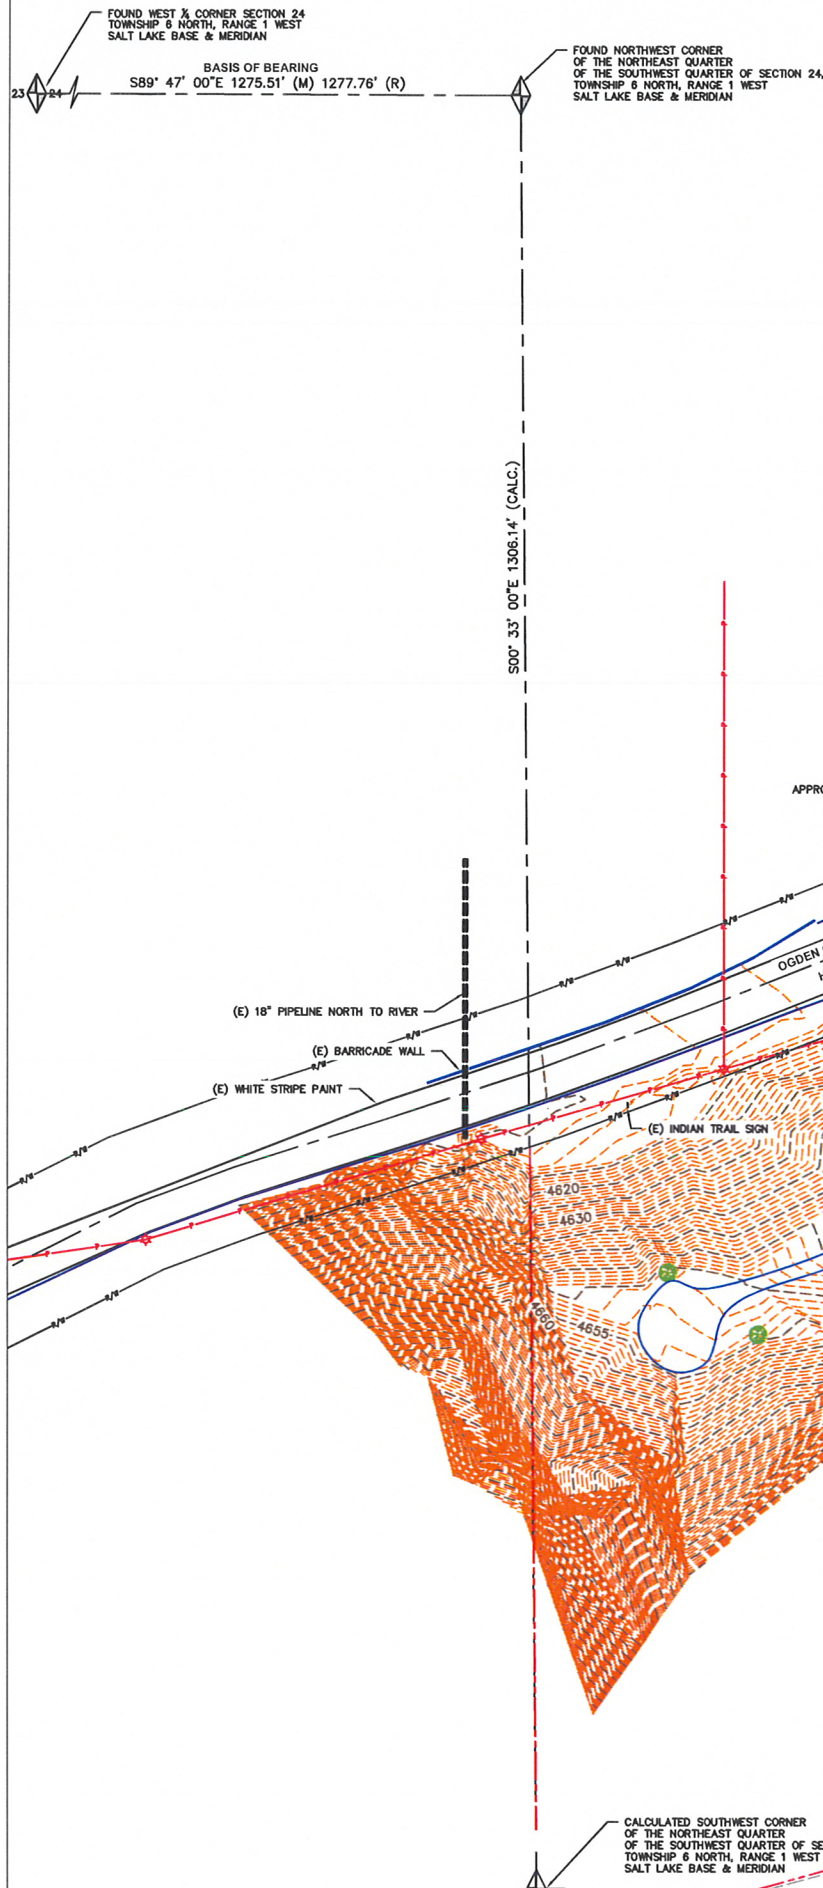 FOUND WEST ¼ CORNER SECTION 24
TOWNSHIP 6 NORTH, RANGE 1 WEST
SALT LAKE BASE & MERIDIAN
BASIS OF BEARING
S89° 47' 00"E 1275.51' (M) 1277.76' (R)
23 24
FOUND NORTHWEST CORNER
OF THE NORTHEAST QUARTER
OF THE SOUTHWEST QUARTER OF SECTION 24,
TOWNSHIP 6 NORTH, RANGE 1 WEST
SALT LAKE BASE & MERIDIAN
S00° 33' 00"E 1306.14' (CALC.)
APPRO
OGDEN
(E) 18" PIPELINE NORTH TO RIVER
(E) BARRICADE WALL
(E) WHITE STRIPE PAINT
(E) INDIAN TRAIL SIGN
4620
4630
4660
4655
CALCULATED SOUTHWEST CORNER
OF THE NORTHEAST QUARTER
OF THE SOUTHWEST QUARTER OF SE
TOWNSHIP 6 NORTH, RANGE 1 WEST
SALT LAKE BASE & MERIDIAN